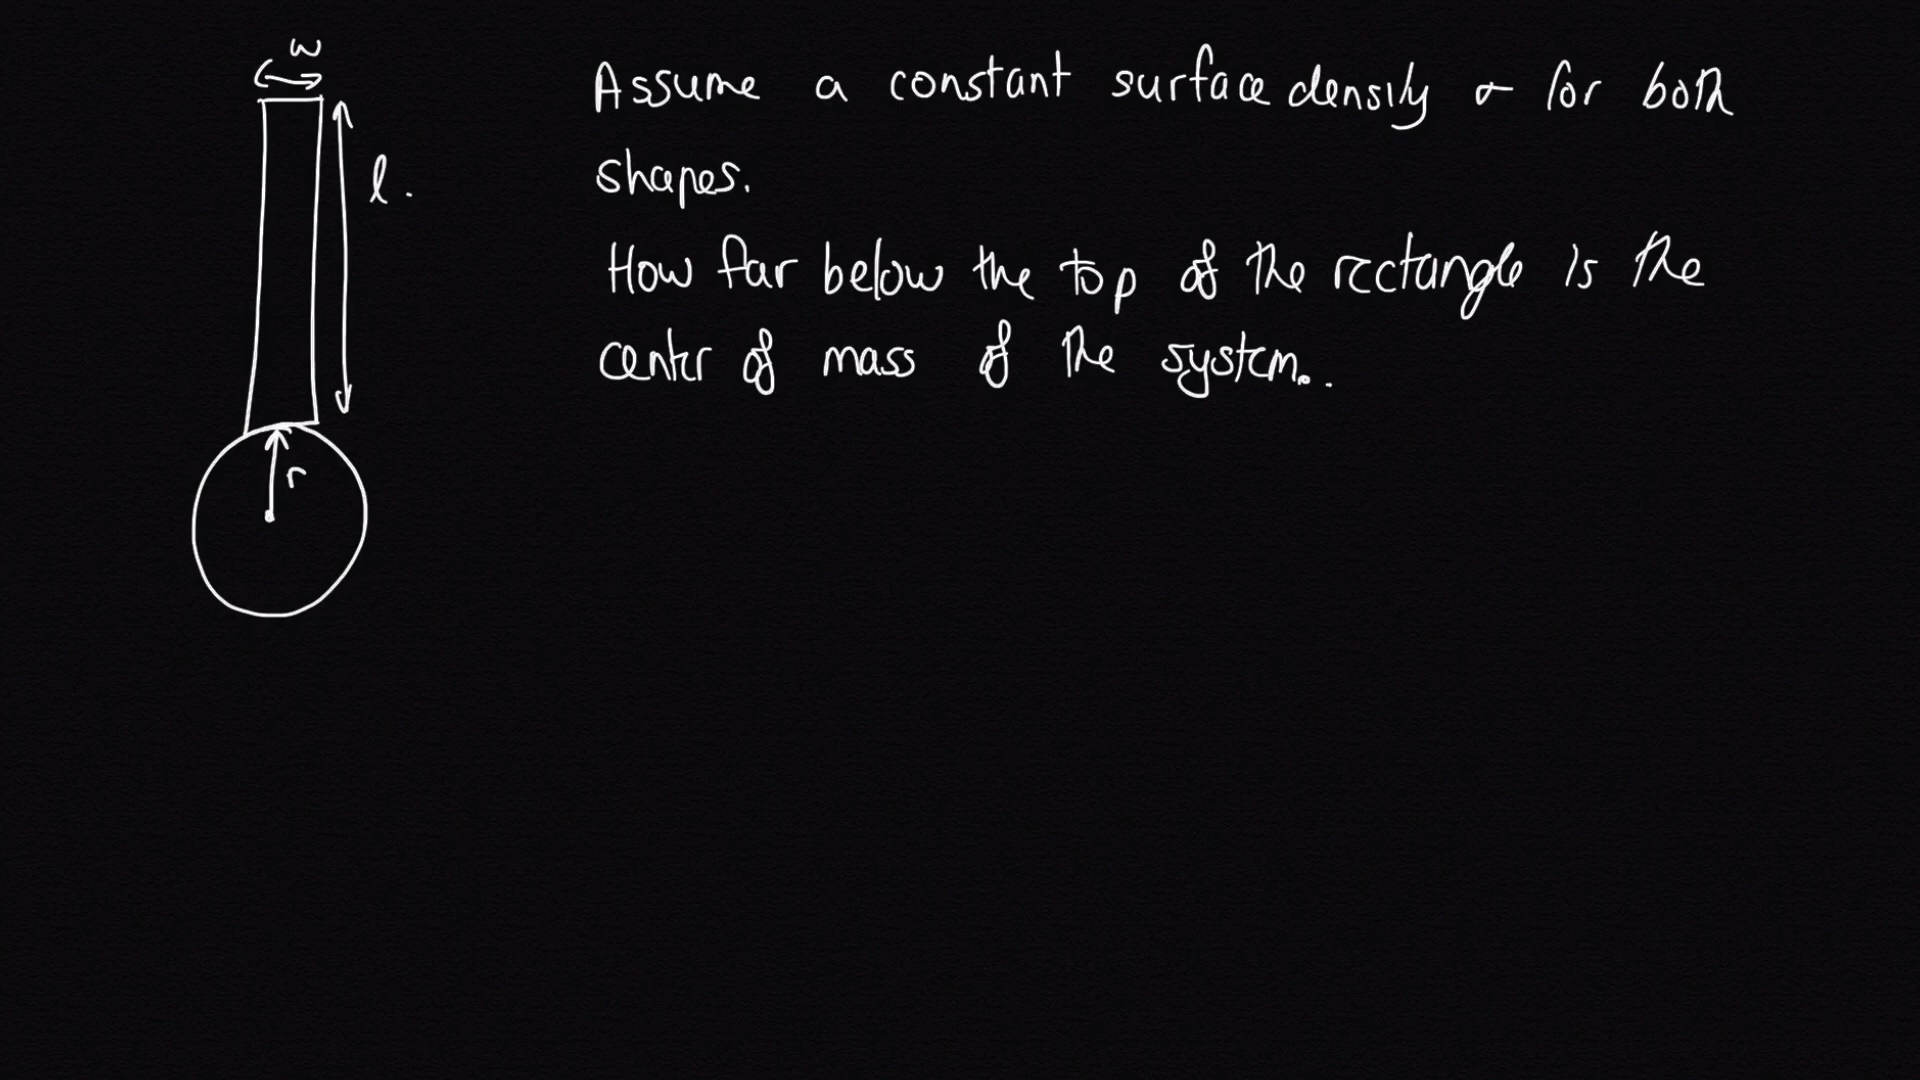 w
l.
r
Assume a constant surface density σ for both
shapes.
How far below the top of the rectangle is the
center of mass of the system..